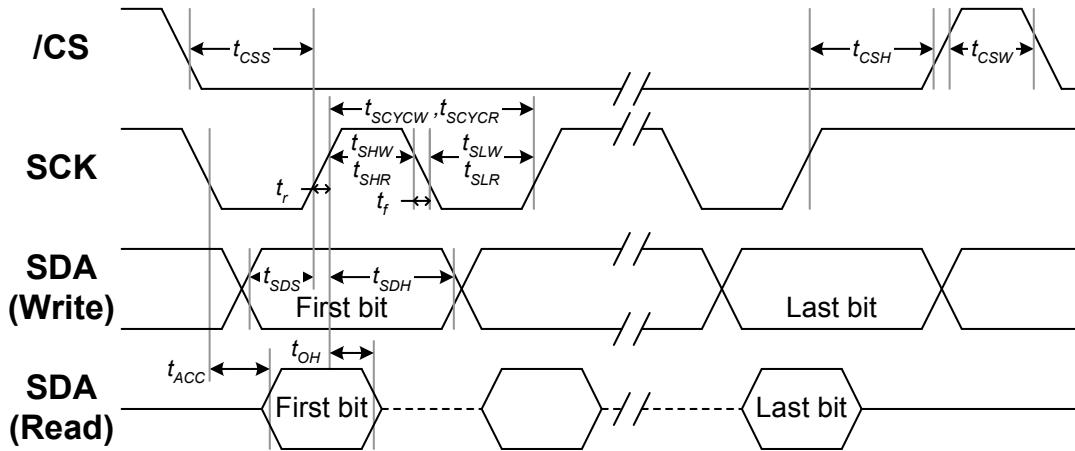 /CS
tCSS
tCSH
tCSW
tSCYCW ,tSCYCR
SCK
tSHW
tSHR
tSLW
tSLR
tr
tf
SDA
(Write)
tSDS
tSDH
First bit
Last bit
SDA
(Read)
tACC
tOH
First bit
Last bit